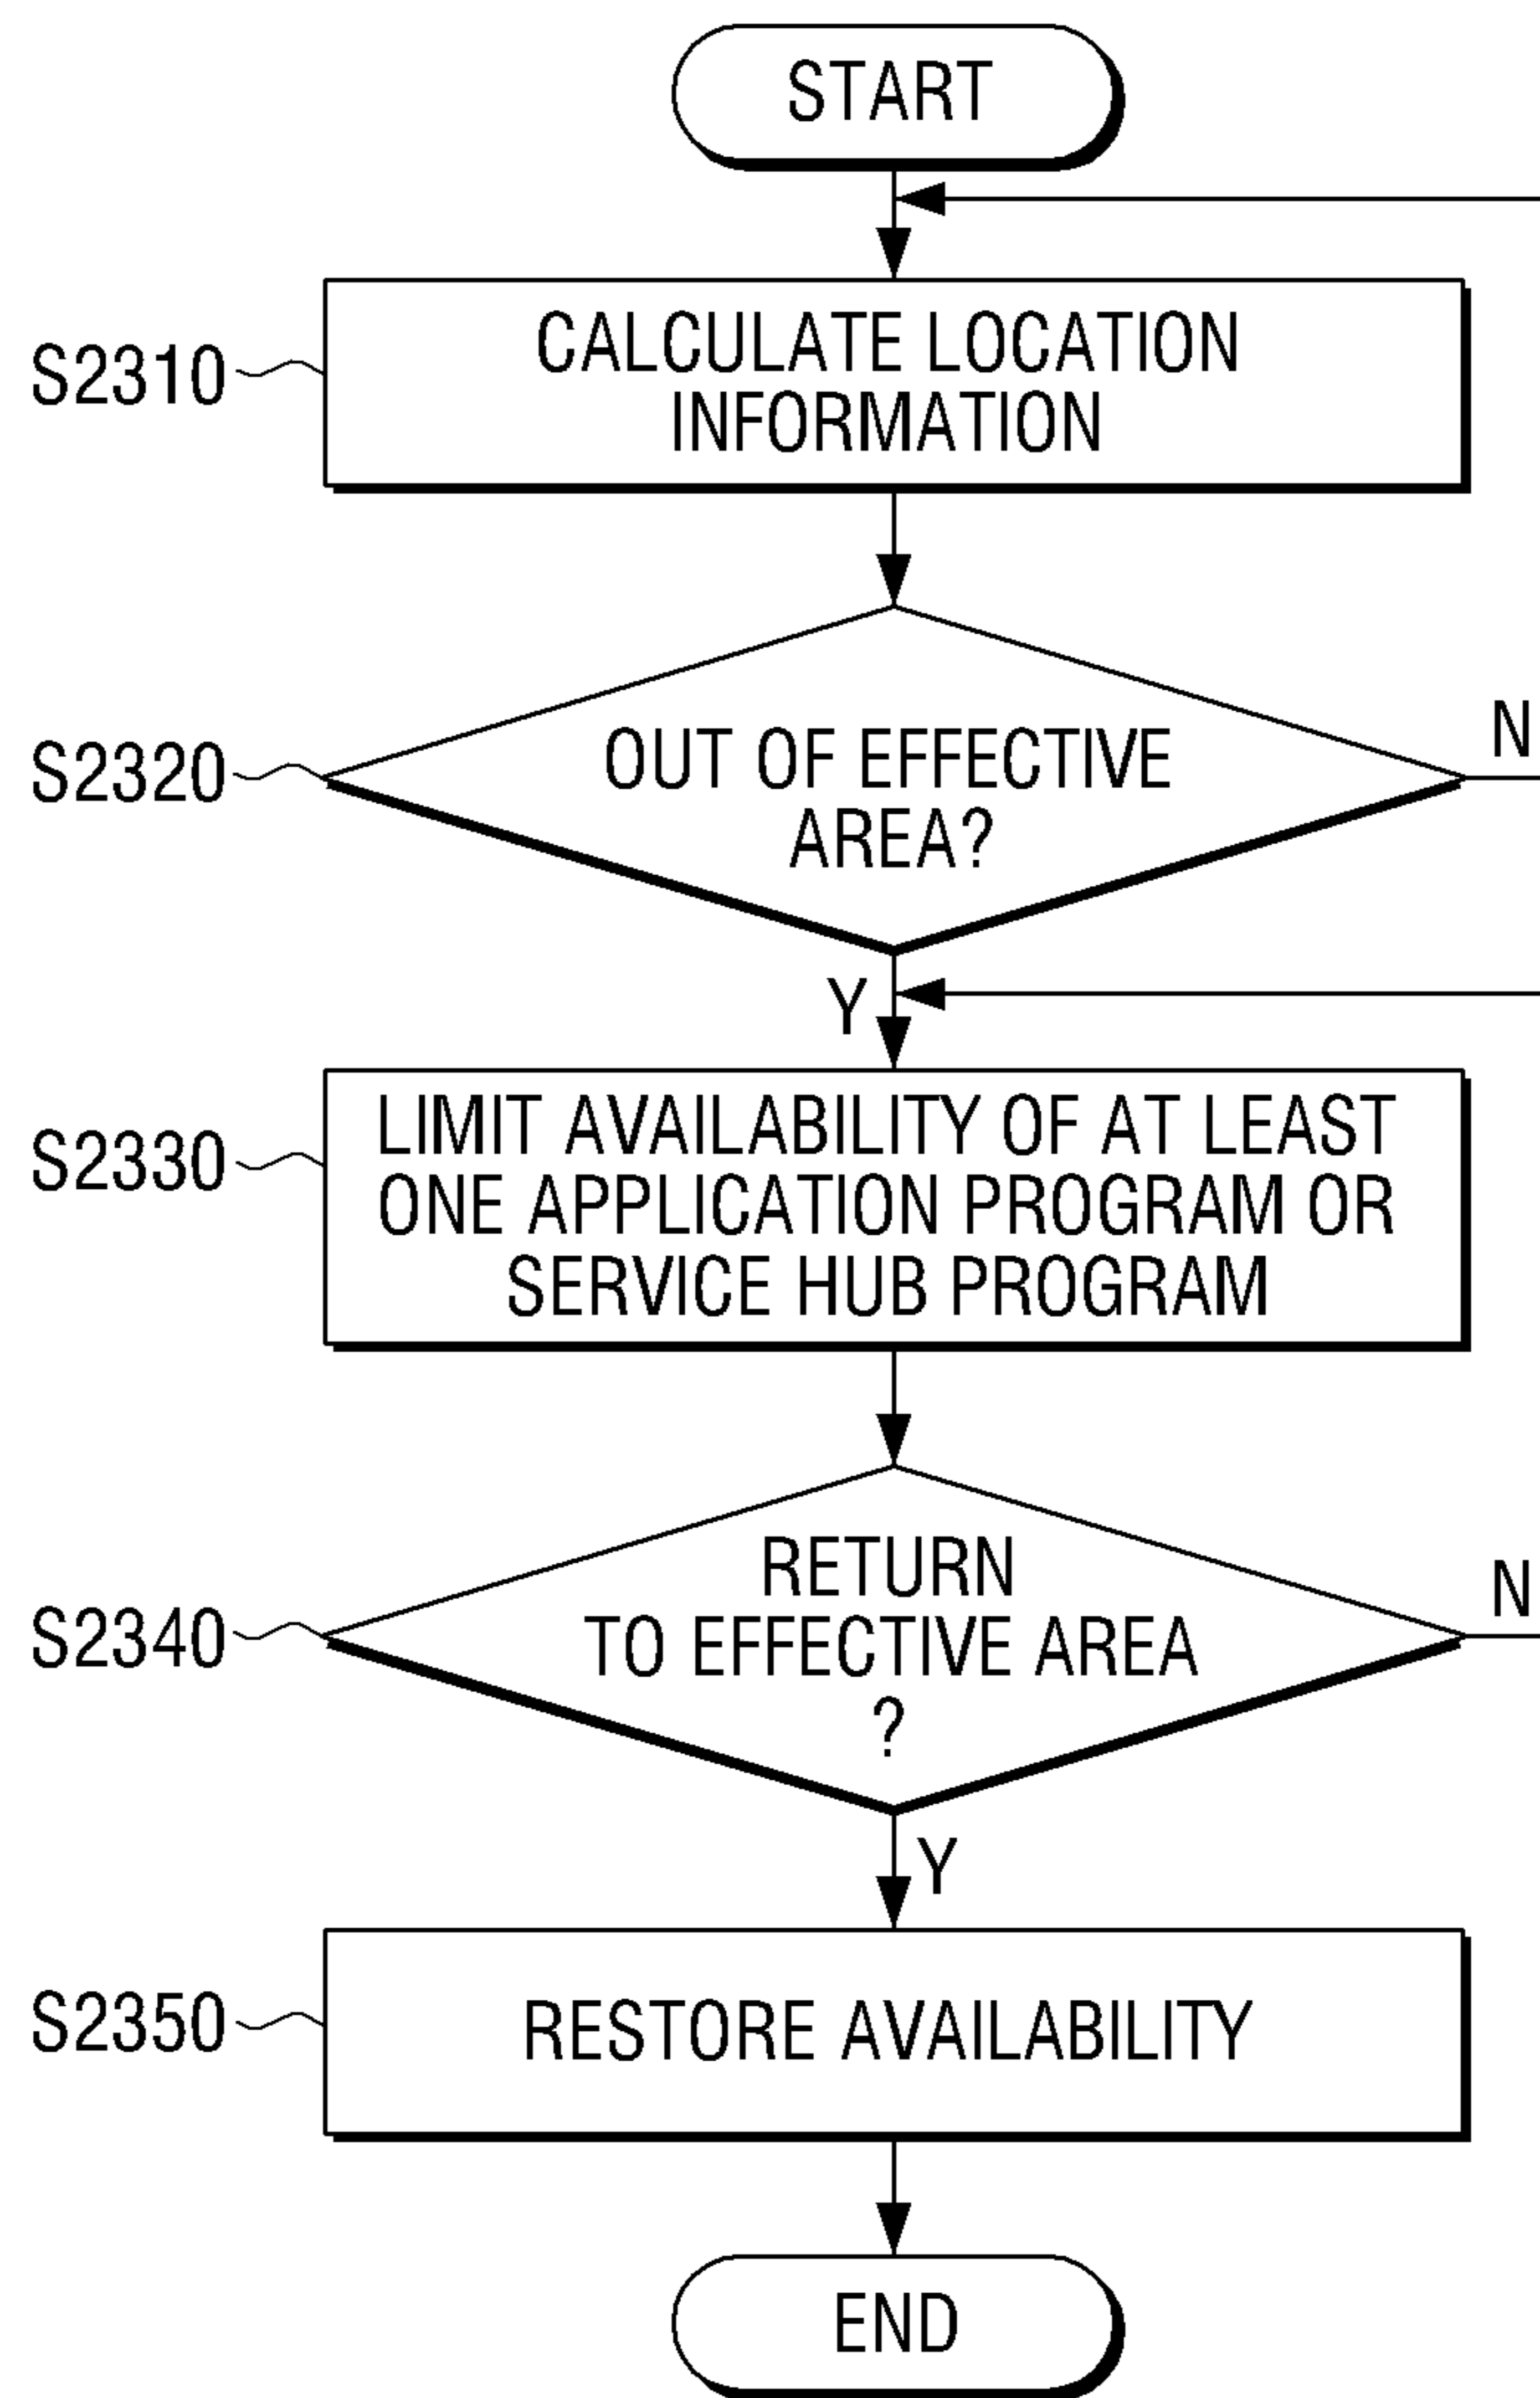 START
S2310
CALCULATE LOCATION
INFORMATION
S2320
OUT OF EFFECTIVE
AREA?
N
Y
S2330
LIMIT AVAILABILITY OF AT LEAST
ONE APPLICATION PROGRAM OR
SERVICE HUB PROGRAM
S2340
RETURN
TO EFFECTIVE AREA
?
N
Y
S2350
RESTORE AVAILABILITY
END